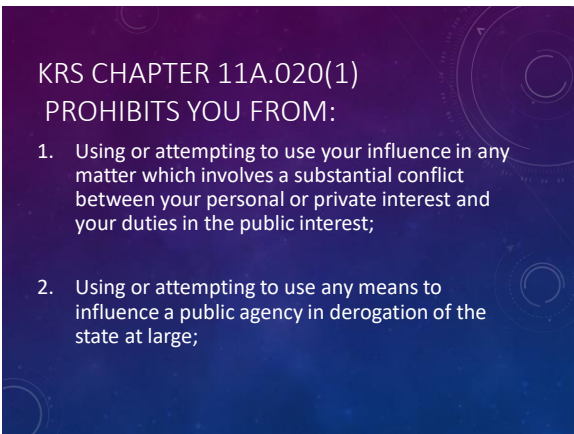 KRS CHAPTER 11A.020(1)
PROHIBITS YOU FROM:
1. Using or attempting to use your influence in any
matter which involves a substantial conflict
between your personal or private interest and
your duties in the public interest;
2. Using or attempting to use any means to
influence a public agency in derogation of the
state at large;